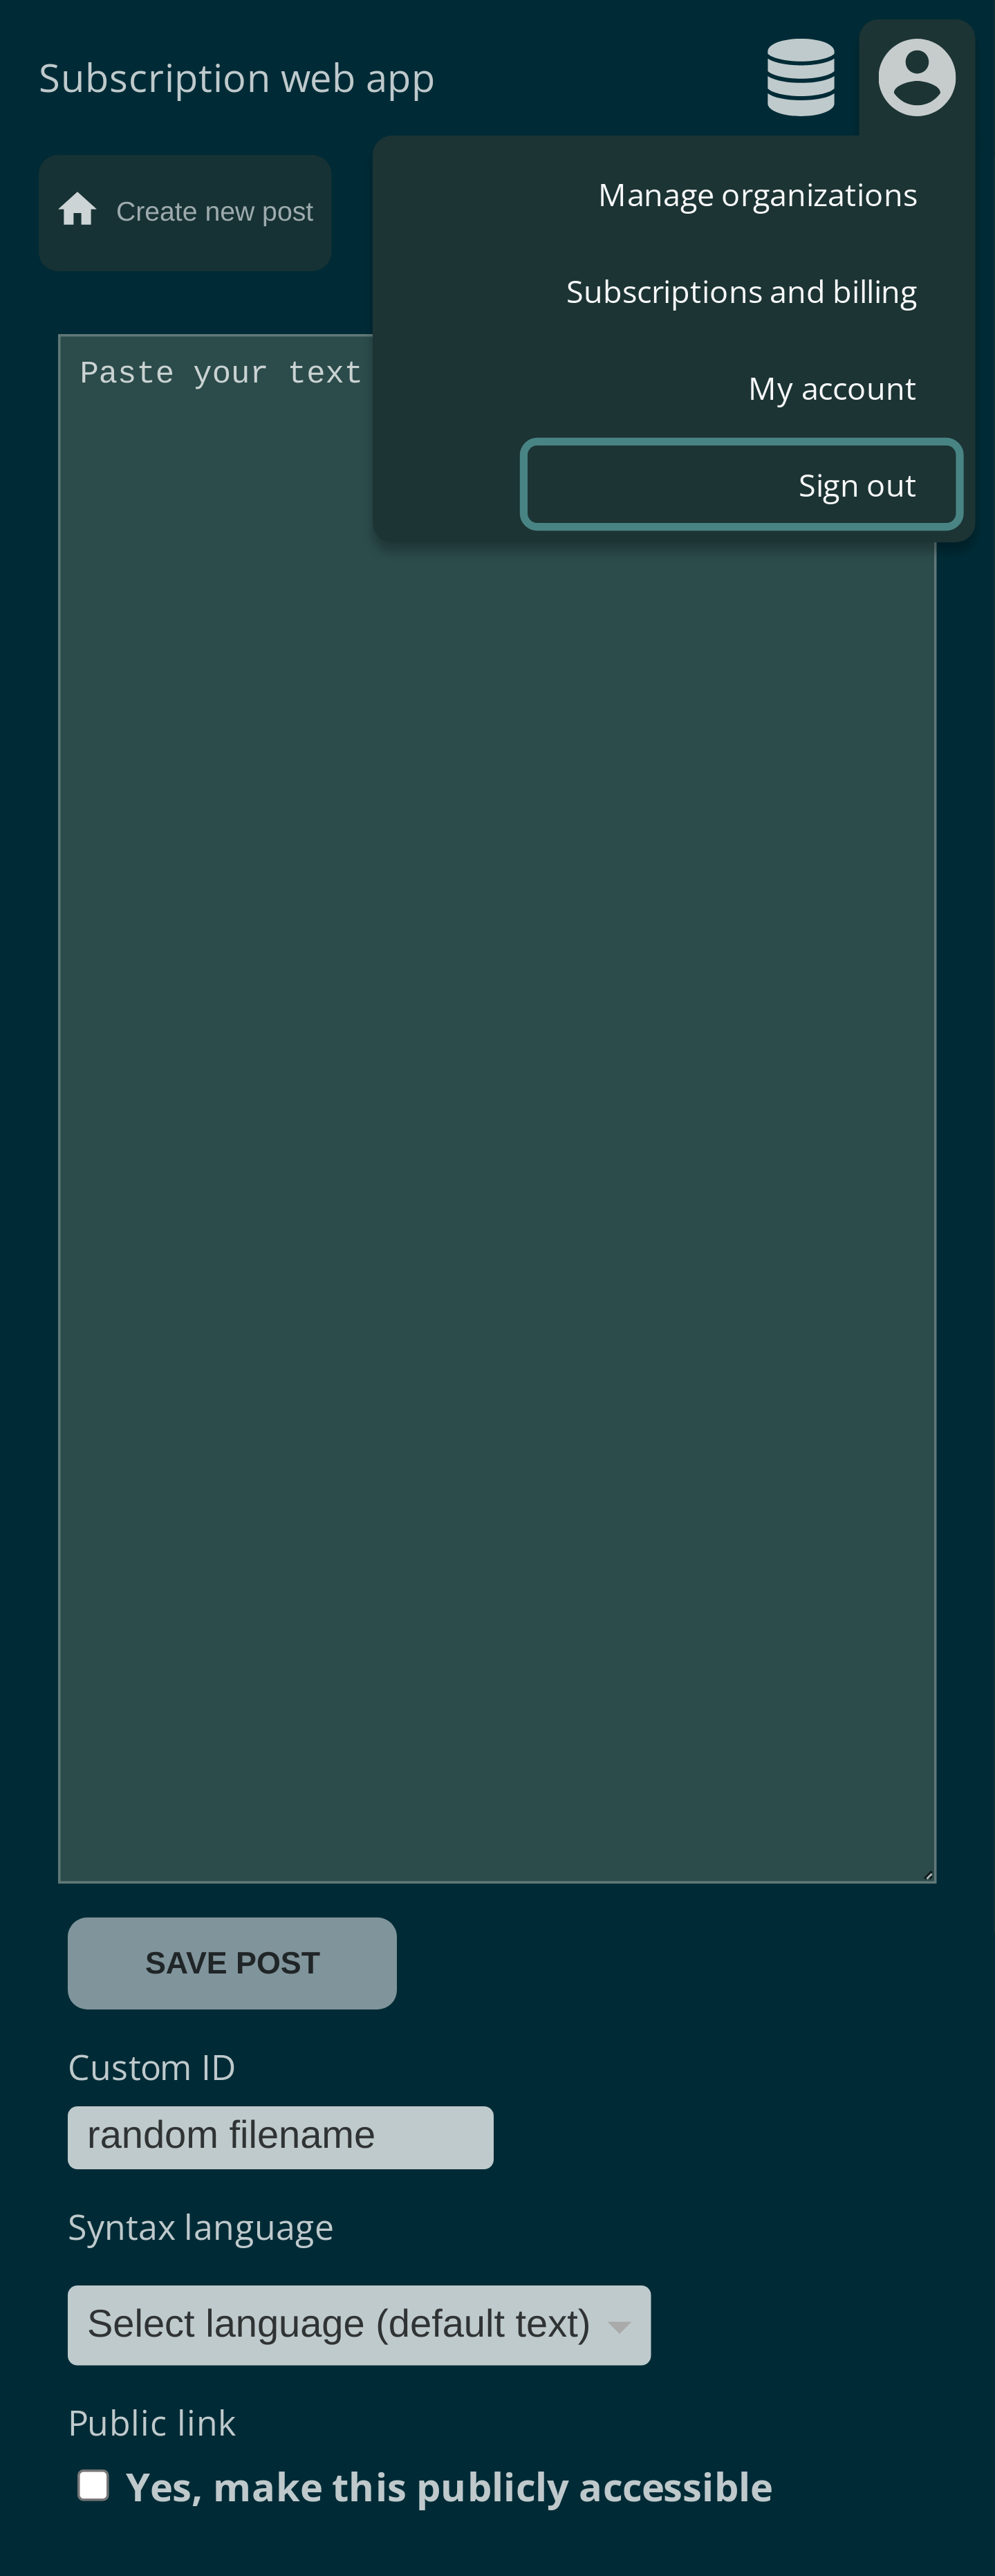 Subscription web app
Manage organizations
Create new post
Subscriptions and billing
Paste your text
My account
Sign out
SAVE POST
Custom ID
random filename
Syntax language
Select language (default text)
Public link
Yes, make this publicly accessible